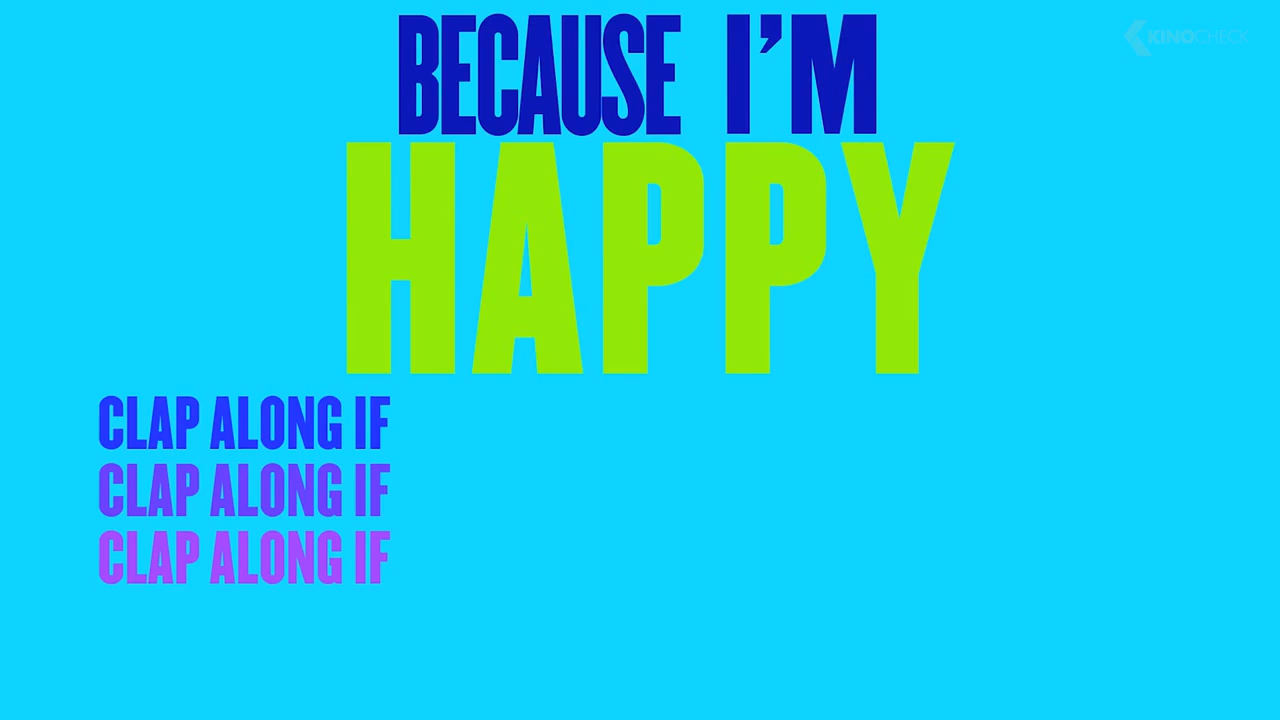 BECAUSE I'M
KINOCHECK
HAPPY
CLAP ALONG IF
CLAP ALONG IF
CLAP ALONG IF